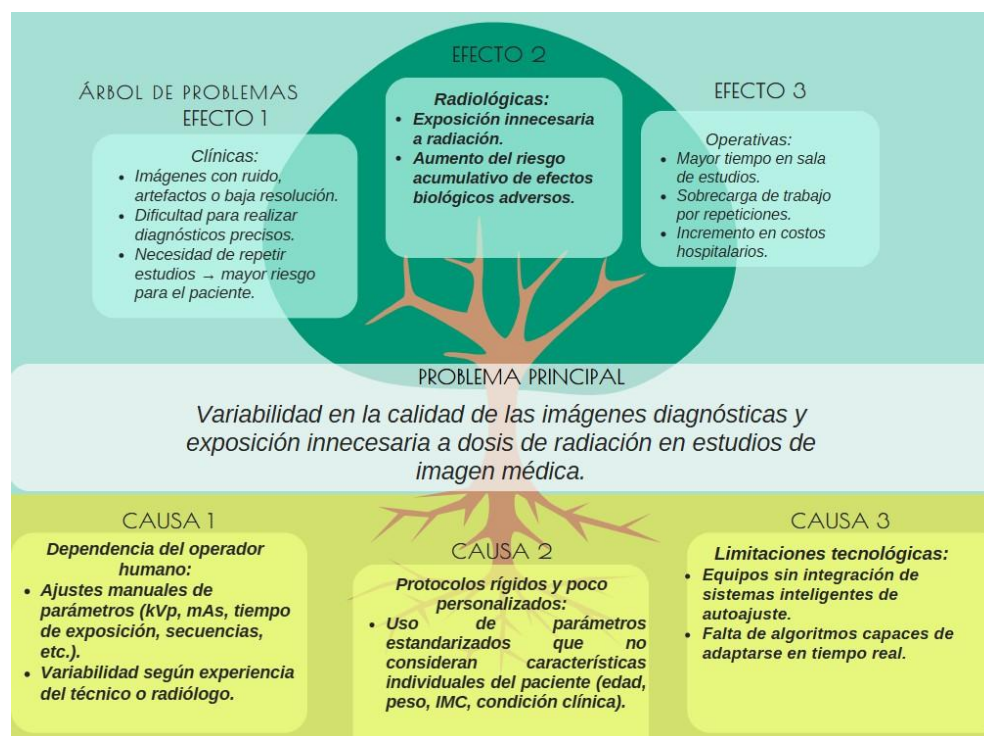 ÁRBOL DE PROBLEMAS
EFECTO 1
Clínicas:
• Imágenes con ruido,
artefactos o baja resolución.
• Dificultad para realizar
diagnósticos precisos.
• Necesidad de repetir
estudios → mayor riesgo
para el paciente.
EFECTO 2
Radiológicas:
• Exposición innecesaria
a radiación.
• Aumento del riesgo
acumulativo de efectos
biológicos adversos.
EFECTO 3
Operativas:
• Mayor tiempo en sala
de estudios.
• Sobrecarga de trabajo
por repeticiones.
• Incremento en costos
hospitalarios.
PROBLEMA PRINCIPAL
Variabilidad en la calidad de las imágenes diagnósticas y
exposición innecesaria a dosis de radiación en estudios de
imagen médica.
CAUSA 1
Dependencia del operador
humano:
• Ajustes manuales de
parámetros (kVp, mAs, tiempo
de exposición, secuencias,
etc.).
• Variabilidad según experiencia
del técnico o radiólogo.
CAUSA 2
Protocolos rígidos y poco
personalizados:
• Uso de parámetros
estandarizados que no
consideran características
individuales del paciente (edad,
peso, IMC, condición clínica).
CAUSA 3
Limitaciones tecnológicas:
• Equipos sin integración de
sistemas inteligentes de
autoajuste.
• Falta de algoritmos capaces de
adaptarse en tiempo real.